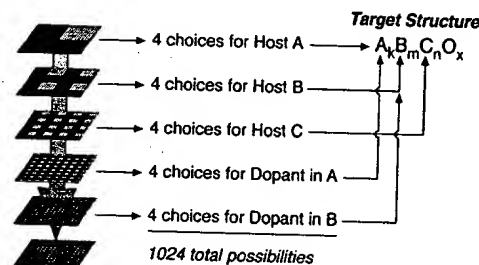 Target Structure
4 choices for Host A
AₖBₘCₙOₓ
4 choices for Host B
4 choices for Host C
4 choices for Dopant in A
4 choices for Dopant in B
1024 total possibilities